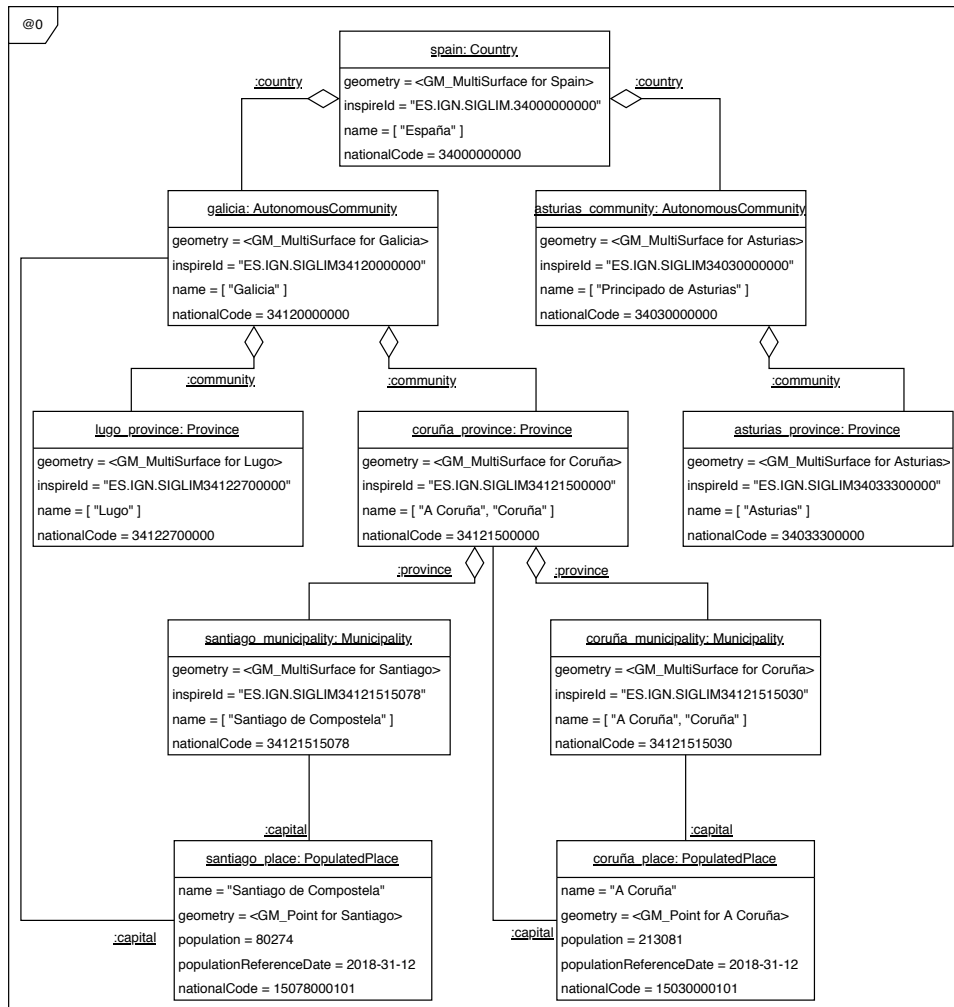 @0
spain: Country
:country
:country
geometry = <GM_MultiSurface for Spain>
inspireId = "ES.IGN.SIGLIM.34000000000"
name = [ "España" ]
nationalCode = 34000000000
galicia: AutonomousCommunity
geometry = <GM_MultiSurface for Galicia>
inspireId = "ES.IGN.SIGLIM34120000000"
name = [ "Galicia" ]
nationalCode = 34120000000
asturias_community: AutonomousCommunity
geometry = <GM_MultiSurface for Asturias>
inspireId = "ES.IGN.SIGLIM34030000000"
name = [ "Principado de Asturias" ]
nationalCode = 34030000000
:community
:community
:community
lugo_province: Province
geometry = <GM_MultiSurface for Lugo>
inspireId = "ES.IGN.SIGLIM34122700000"
name = [ "Lugo" ]
nationalCode = 34122700000
coruña_province: Province
geometry = <GM_MultiSurface for Coruña>
inspireId = "ES.IGN.SIGLIM34121500000"
name = [ "A Coruña", "Coruña" ]
nationalCode = 34121500000
asturias_province: Province
geometry = <GM_MultiSurface for Asturias>
inspireId = "ES.IGN.SIGLIM34033300000"
name = [ "Asturias" ]
nationalCode = 34033300000
:province
:province
santiago_municipality: Municipality
geometry = <GM_MultiSurface for Santiago>
inspireId = "ES.IGN.SIGLIM34121515078"
name = [ "Santiago de Compostela" ]
nationalCode = 34121515078
coruña_municipality: Municipality
geometry = <GM_MultiSurface for Coruña>
inspireId = "ES.IGN.SIGLIM34121515030"
name = [ "A Coruña", "Coruña" ]
nationalCode = 34121515030
:capital
:capital
santiago_place: PopulatedPlace
name = "Santiago de Compostela"
geometry = <GM_Point for Santiago>
population = 80274
populationReferenceDate = 2018-31-12
nationalCode = 15078000101
:capital
coruña_place: PopulatedPlace
name = "A Coruña"
geometry = <GM_Point for A Coruña>
population = 213081
populationReferenceDate = 2018-31-12
nationalCode = 15030000101
:capital